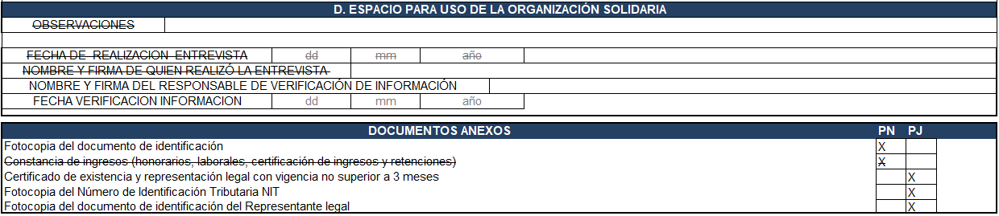 D. ESPACIO PARA USO DE LA ORGANIZACIÓN SOLIDARIA
OBSERVACIONES
FECHA DE REALIZACION ENTREVISTA dd mm año
NOMBRE Y FIRMA DE QUIEN REALIZÓ LA ENTREVISTA
NOMBRE Y FIRMA DEL RESPONSABLE DE VERIFICACIÓN DE INFORMACIÓN
FECHA VERIFICACION INFORMACION dd mm año
DOCUMENTOS ANEXOS PN PJ
Fotocopia del documento de identificación X
Constancia de ingresos (honorarios, laborales, certificación de ingresos y retenciones) X
Certificado de existencia y representación legal con vigencia no superior a 3 meses X
Fotocopia del Número de Identificación Tributaria NIT X
Fotocopia del documento de identificación del Representante legal X